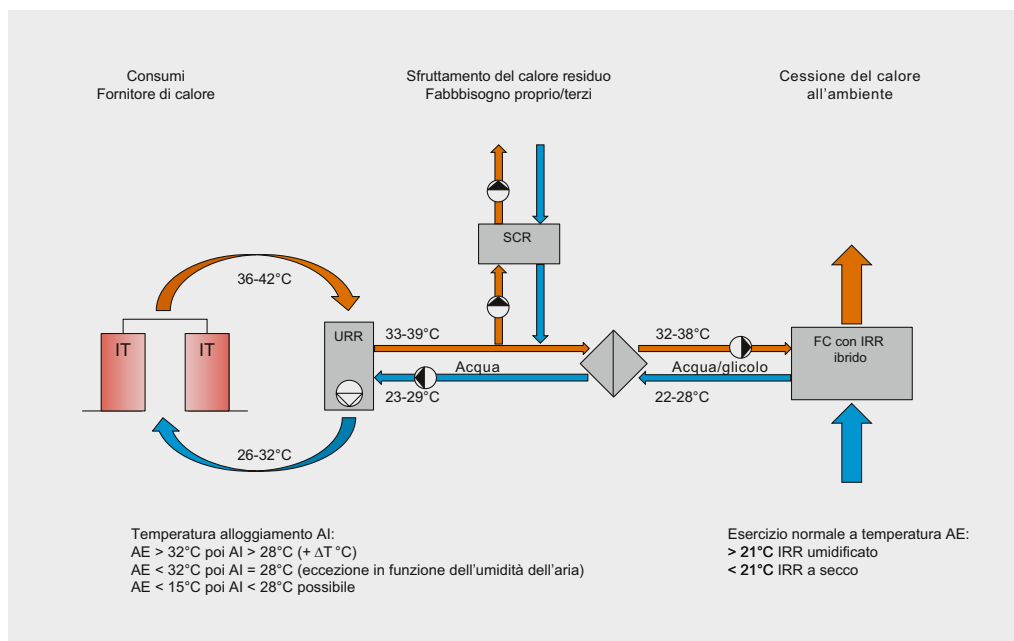 Consumi
Fornitore di calore
Sfruttamento del calore residuo
Fabbbisogno proprio/terzi
Cessione del calore
all'ambiente
SCR
36-42°C
IT
IT
URR
33-39°C
Acqua
23-29°C
32-38°C
Acqua/glicolo
22-28°C
FC con IRR
ibrido
26-32°C
Temperatura alloggiamento AI:
AE > 32°C poi AI > 28°C (+ ΔT °C)
AE < 32°C poi AI = 28°C (eccezione in funzione dell'umidità dell'aria)
AE < 15°C poi AI < 28°C possibile
Esercizio normale a temperatura AE:
> 21°C IRR umidificato
< 21°C IRR a secco